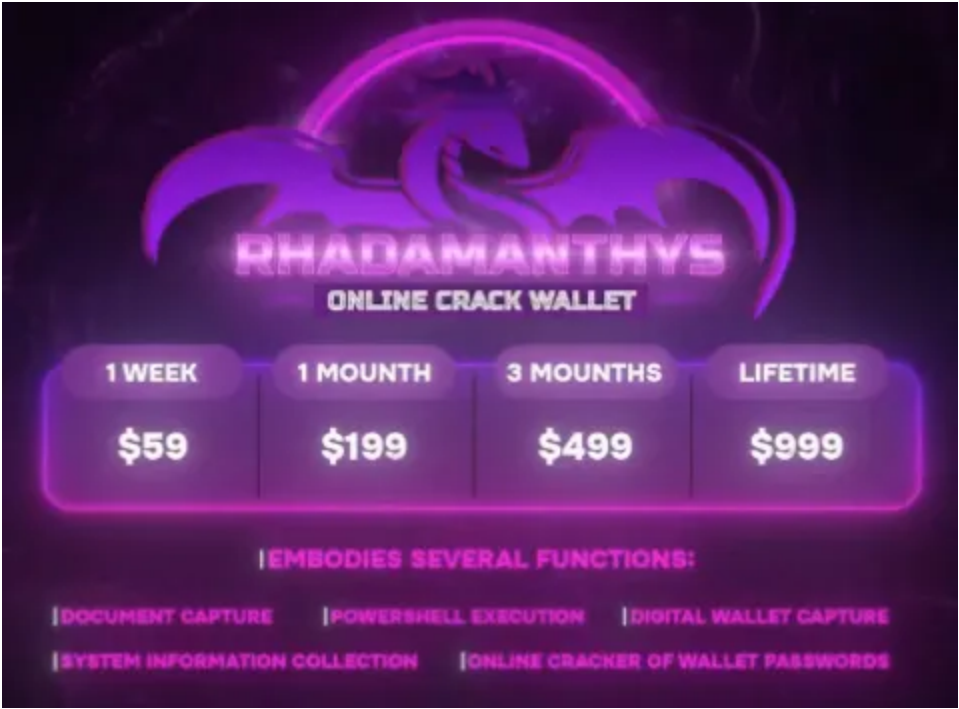 RHADAMANTHYS
ONLINE CRACK WALLET
1 WEEK 1 MOUNTH 3 MOUNTHS LIFETIME
$59 $199 $499 $999
|EMBODIES SEVERAL FUNCTIONS:
|DOCUMENT CAPTURE |POWERSHELL EXECUTION |DIGITAL WALLET CAPTURE
|SYSTEM INFORMATION COLLECTION |ONLINE CRACKER OF WALLET PASSWORDS